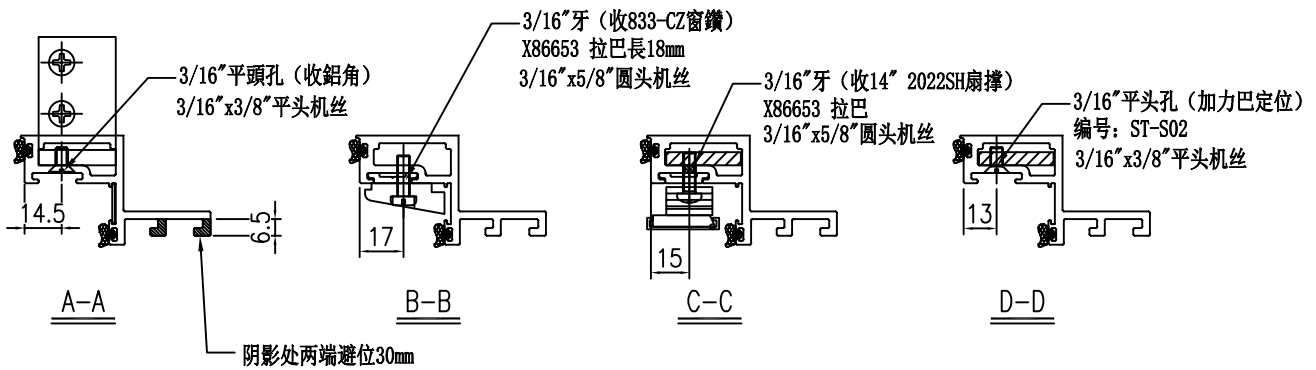 3/16"平頭孔（收鋁角）
3/16"x3/8"平头机丝
14.5
6.5
A-A
阴影处两端避位30mm
3/16"牙（收833-CZ窗鑽）
X86653 拉巴長18mm
3/16"x5/8"圆头机丝
17
B-B
3/16"牙（收14" 2022SH扇撐）
X86653 拉巴
3/16"x5/8"圆头机丝
15
C-C
3/16"平头孔（加力巴定位）
编号：ST-S02
3/16"x3/8"平头机丝
13
D-D